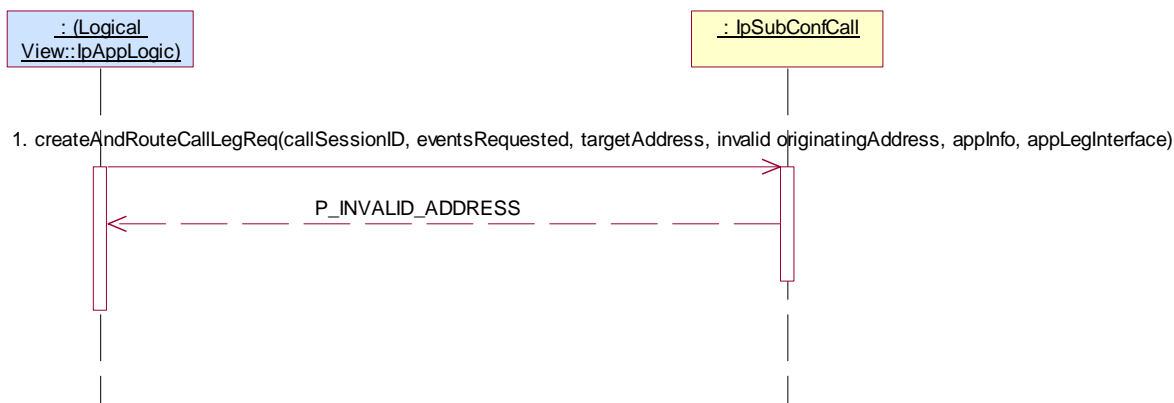 : (Logical
View::IpAppLogic)
: IpSubConfCall
1. createAndRouteCallLegReq(callSessionID, eventsRequested, targetAddress, invalid originatingAddress, appInfo, appLegInterface)
P_INVALID_ADDRESS